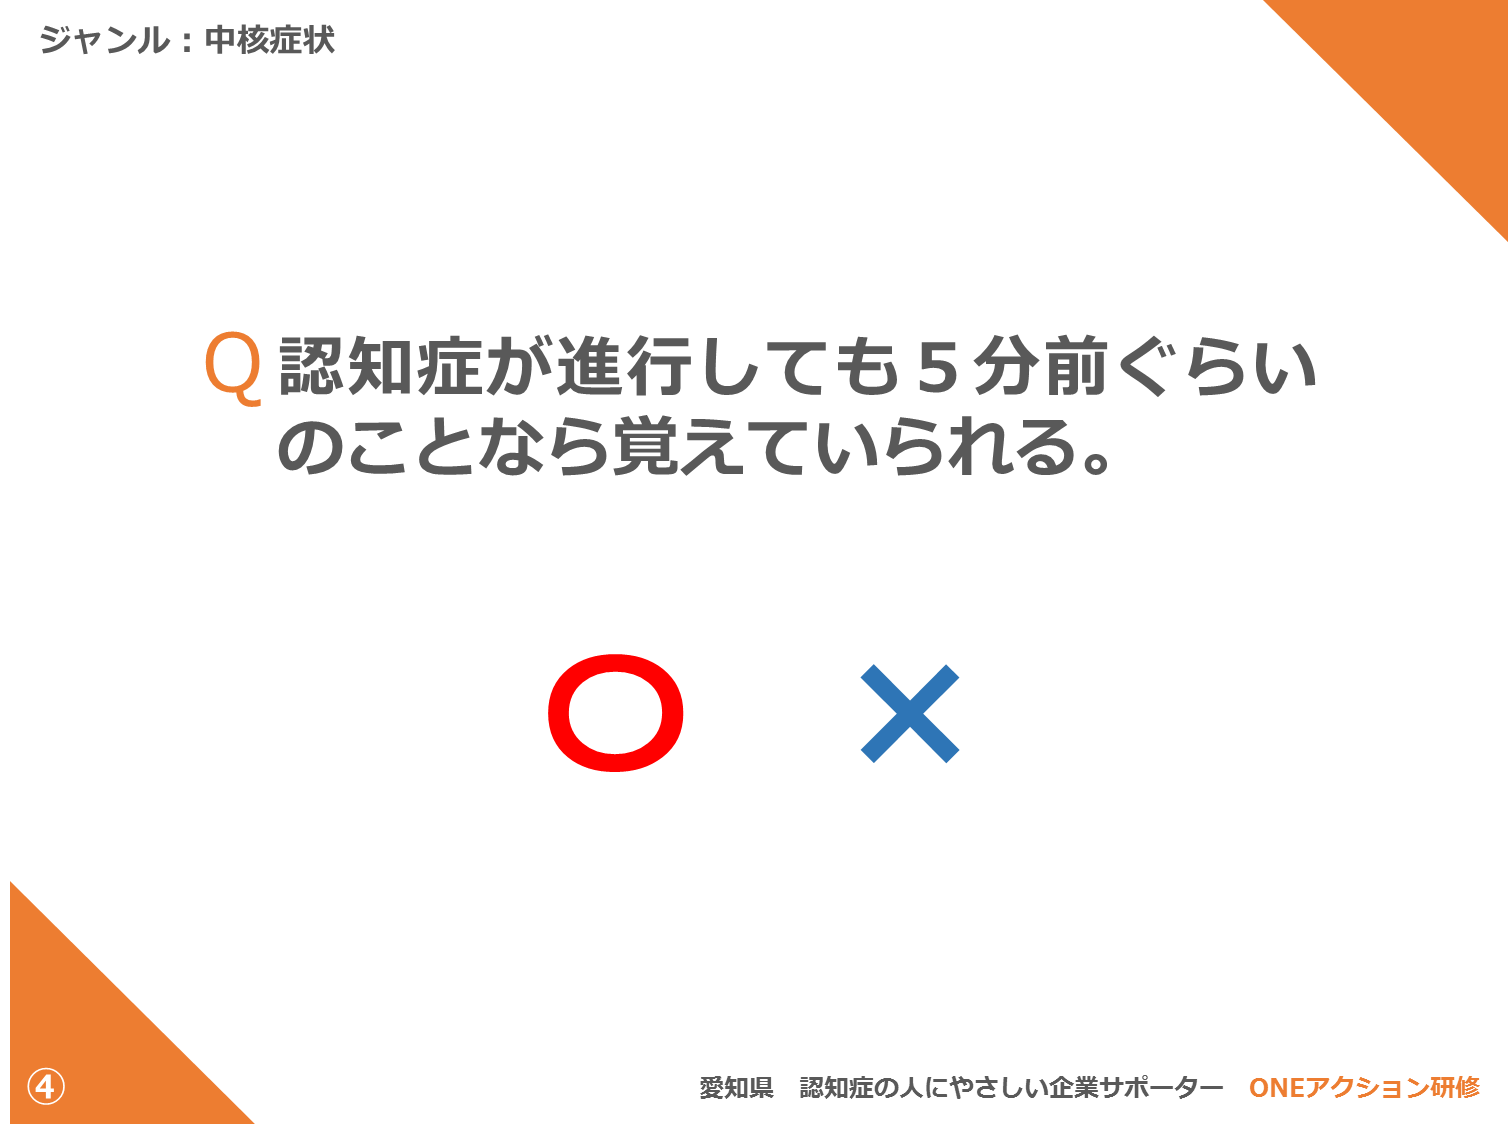 ジャンル：中核症状
Q 認知症が進行しても５分前ぐらい
のことなら覚えていられる。
〇 ×
④
愛知県　認知症の人にやさしい企業サポーター　ONEアクション研修